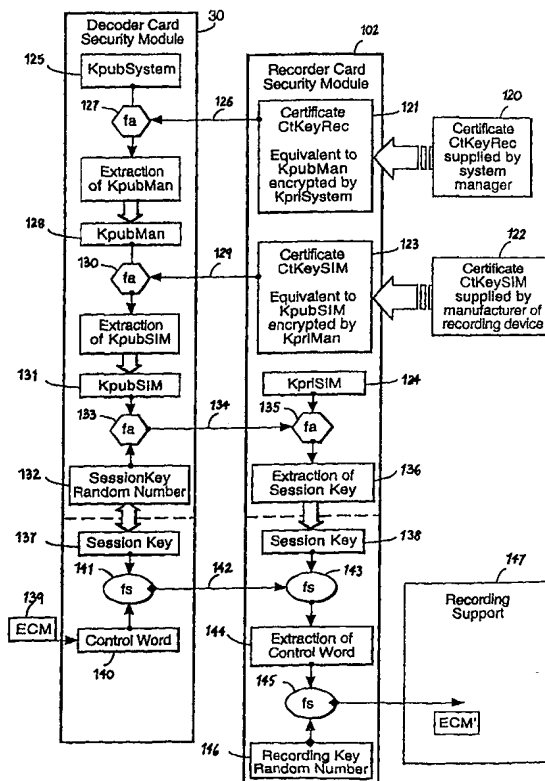 Decoder Card
Security Module
30
125
KpubSystem
127
fa
126
Extraction
of KpubMan
128
KpubMan
130
fa
129
Extraction
of KpubSIM
131
KpubSIM
133
fa
134
132
SessionKey
Random Number
137
Session Key
141
fs
142
139
ECM
Control Word
140
102
Recorder Card
Security Module
121
Certificate
CtKeyRec
Equivalent to
KpubMan
encrypted by
KpriSystem
120
Certificate
CtKeyRec
supplied by
system
manager
123
Certificate
CtKeySIM
Equivalent to
KpubSIM
encrypted by
KpriMan
122
Certificate
CtKeySIM
supplied by
manufacturer of
recording device
KpriSIM
124
135
fa
Extraction of
Session Key
136
Session Key
138
fs
143
144
Extraction of
Control Word
145
fs
146
Recording Key
Random Number
147
Recording
Support
ECM'